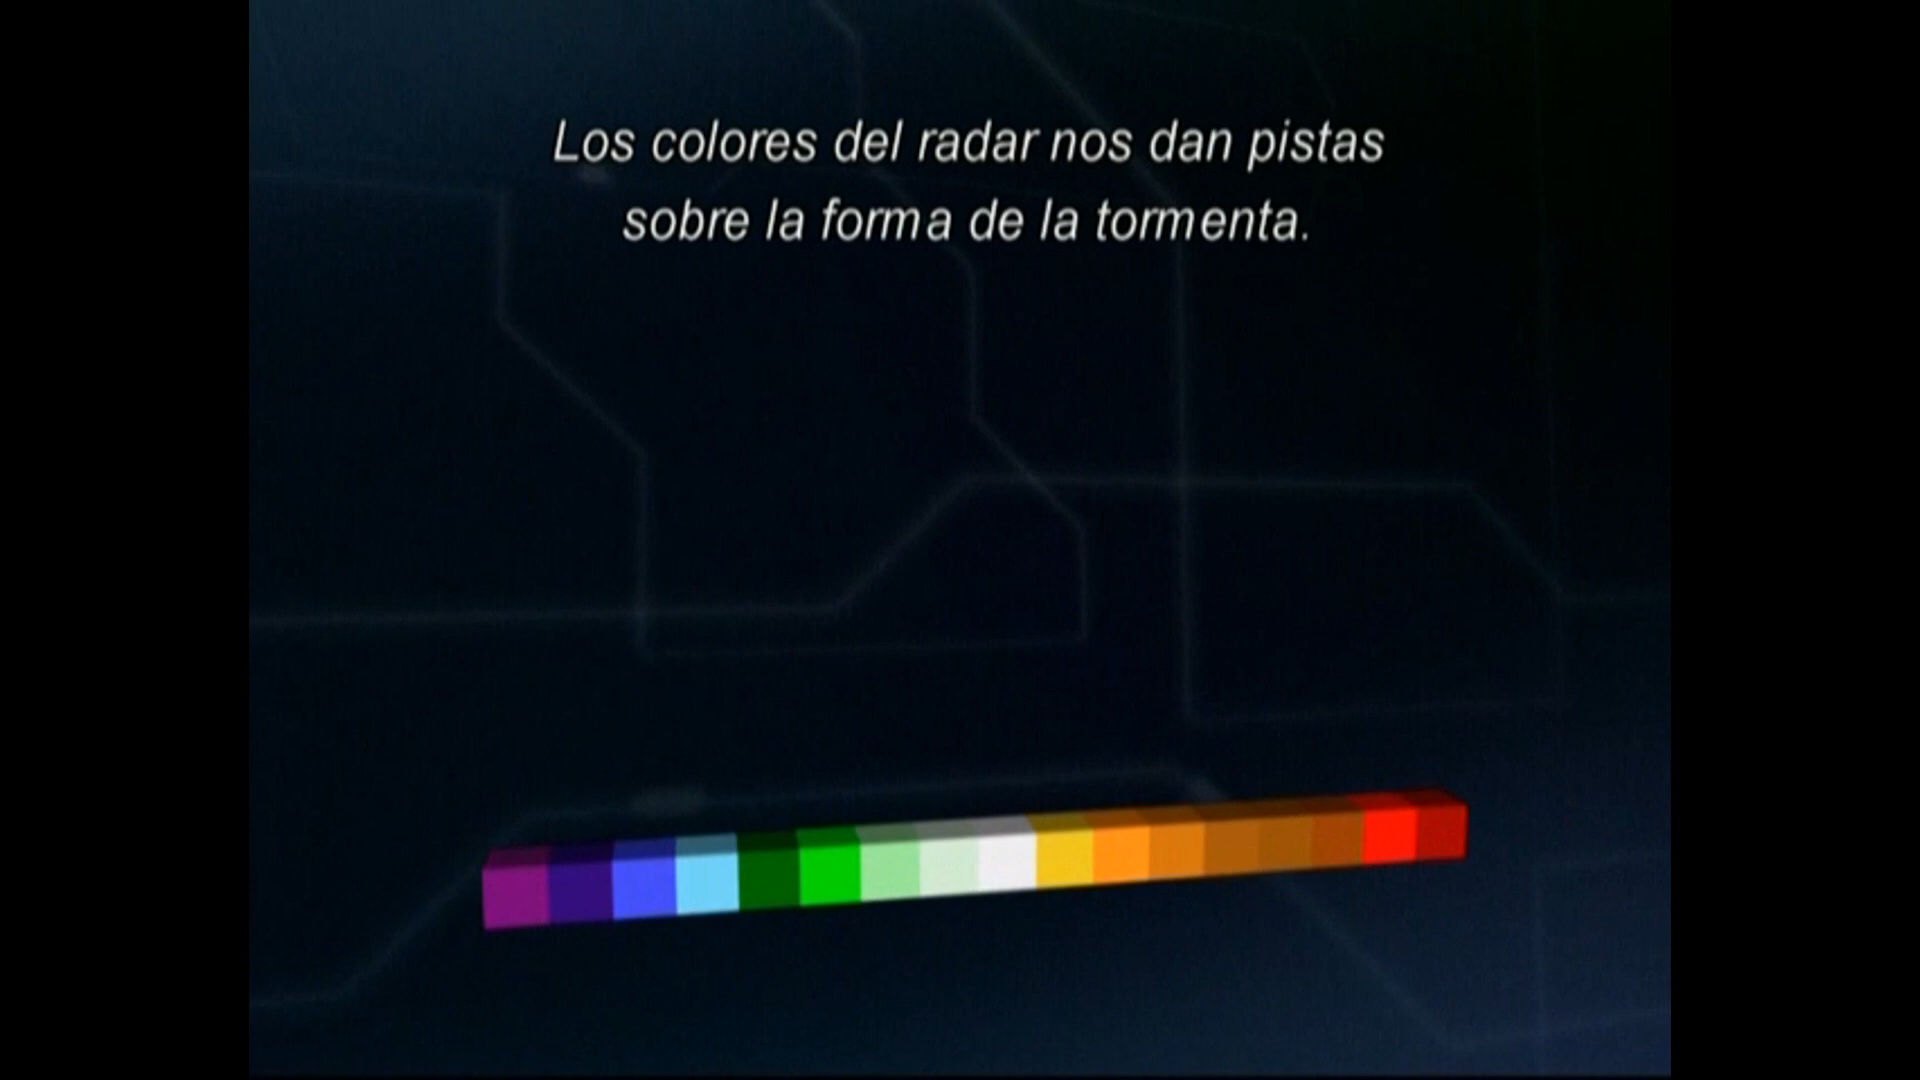 Los colores del radar nos dan pistas
sobre la forma de la tormenta.